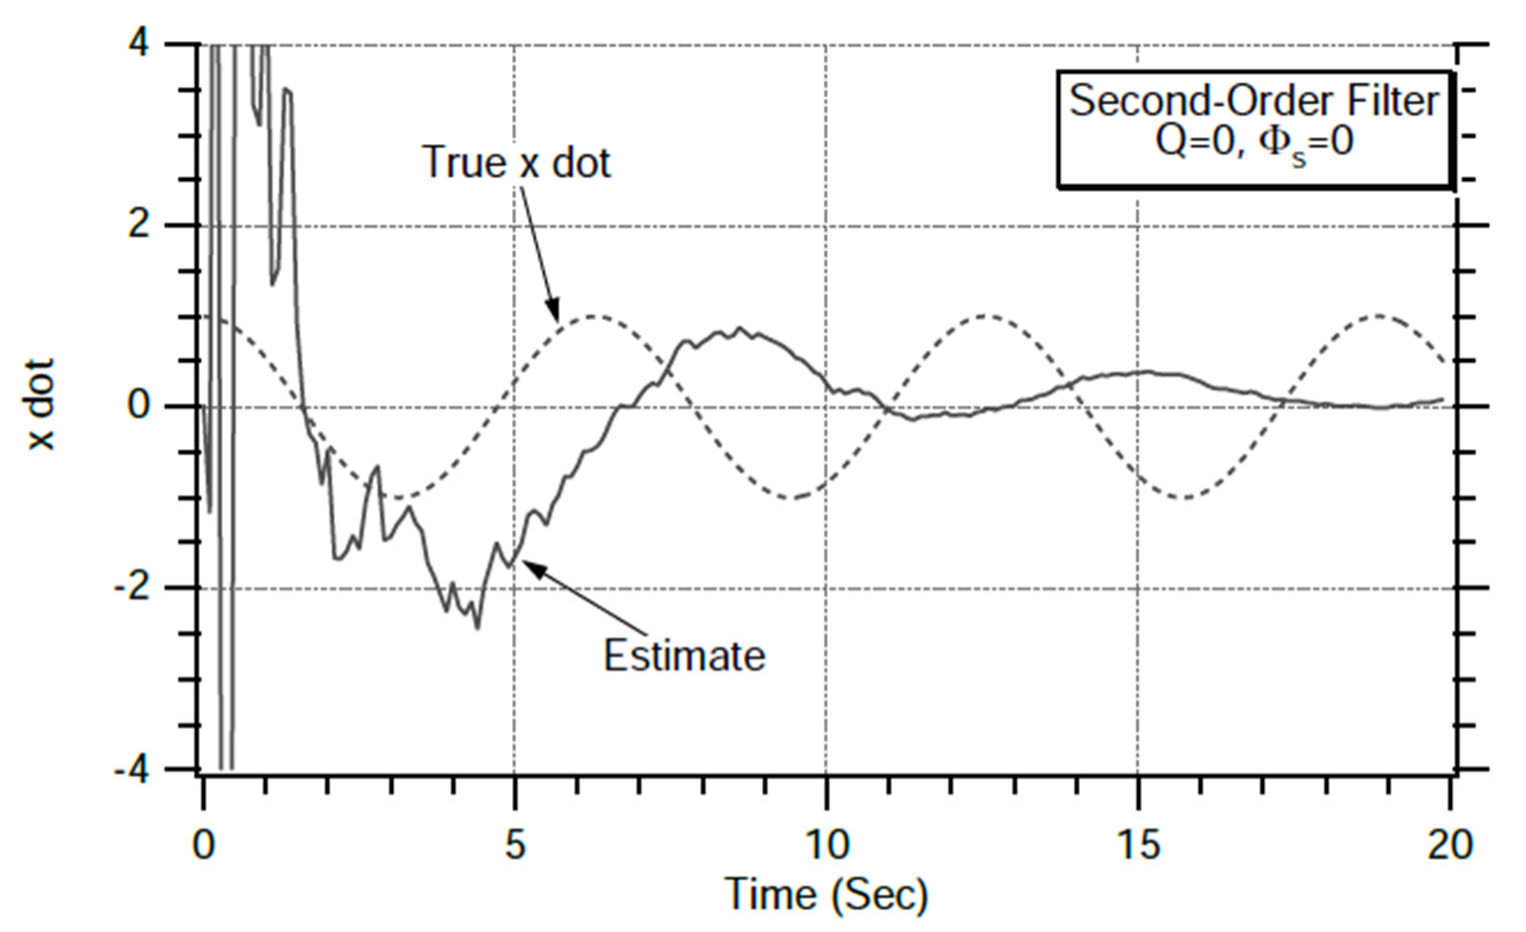 4
2
0
-2
-4
x dot
True x dot
Second-Order Filter
Q=0, Φs=0
Estimate
0 5 10 15 20
Time (Sec)